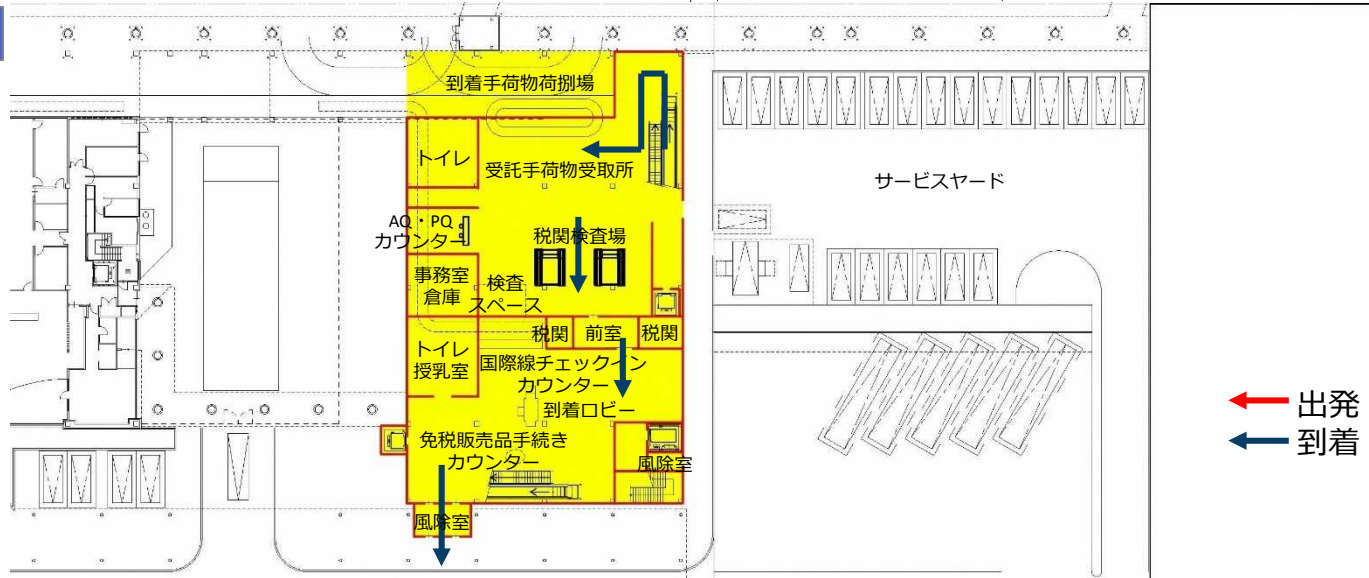 到着手荷物荷捌場
トイレ
受託手荷物受取所
サービスヤード
AQ・PQ
カウンター
税関検査場
事務室
倉庫
検査
スペース
税関
前室
税関
トイレ
授乳室
国際線チェックイン
カウンター
到着ロビー
出発
到着
免税販売品手続き
カウンター
風除室
風除室